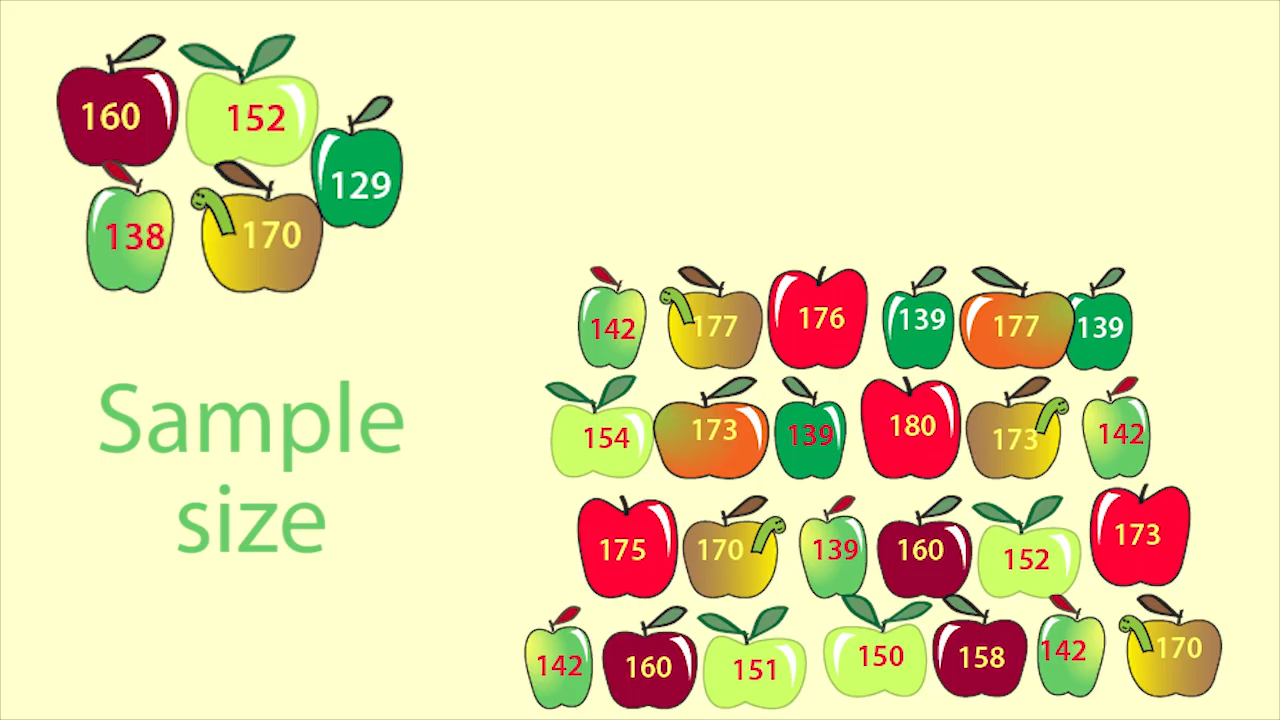 160 152
129
138 170
Sample
size
142 177 176 139 177 139
154 173 139 180 173 142
175 170 139 160 152 173
142 160 151 150 158 142 170